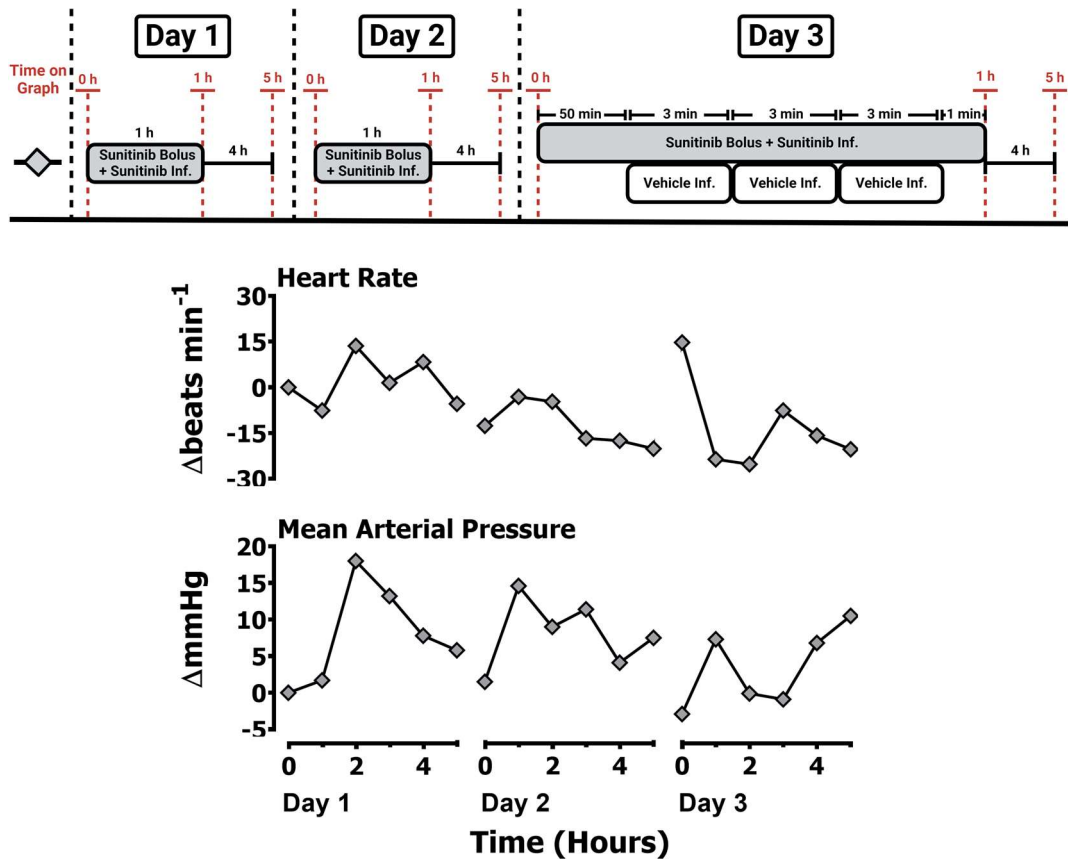 Day 1
Day 2
Day 3
Time on
Graph
0 h
1 h
5 h
0 h
1 h
5 h
0 h
1 h
5 h
50 min
3 min
3 min
3 min
1 min
1 h
Sunitinib Bolus
+ Sunitinib Inf.
4 h
1 h
Sunitinib Bolus
+ Sunitinib Inf.
4 h
Sunitinib Bolus + Sunitinib Inf.
4 h
Vehicle Inf.
Vehicle Inf.
Vehicle Inf.
Heart Rate
Δbeats min⁻¹
30
15
0
-15
-30
Mean Arterial Pressure
ΔmmHg
20
15
10
5
0
-5
0 2 4
0 2 4
0 2 4
Day 1
Day 2
Day 3
Time (Hours)